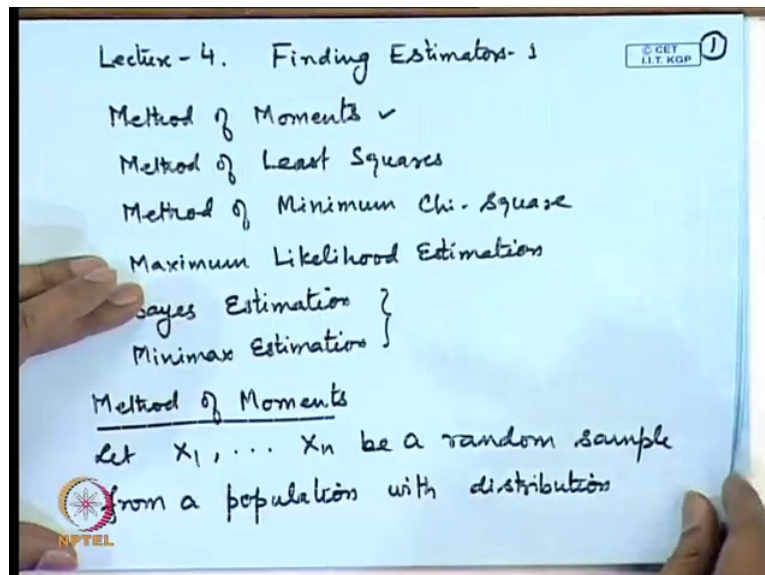 Lecture - 4. Finding Estimators - 1
© CET
I.I.T. KGP
1
Method of Moments ✓
Method of Least Squares
Method of Minimum Chi-square
Maximum Likelihood Estimation
Bayes Estimation }
Minimax Estimation }
Method of Moments
Let X1, ... Xn be a random sample
from a population with distribution
NPTEL